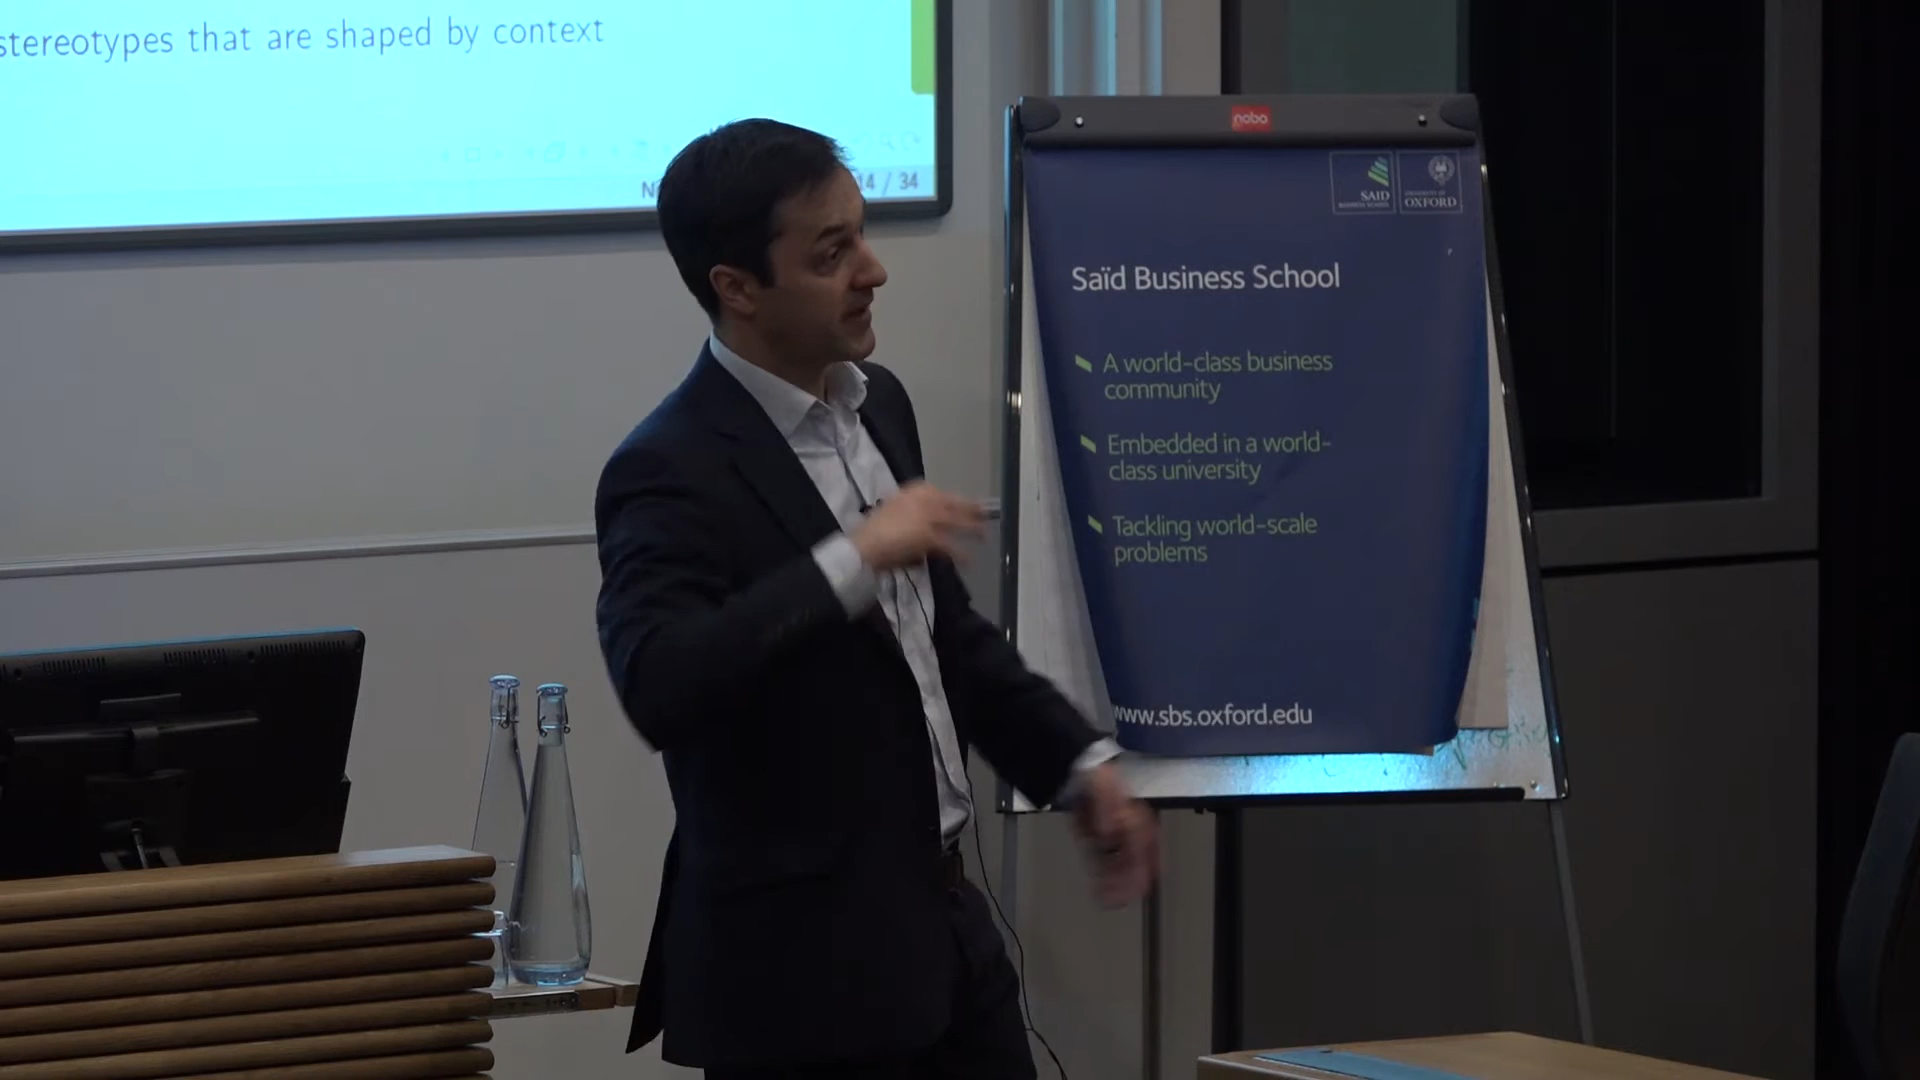 stereotypes that are shaped by context
14 / 34
nobo
SAÏD
BUSINESS SCHOOL
UNIVERSITY OF
OXFORD
Saïd Business School
A world-class business
community
Embedded in a world-
class university
Tackling world-scale
problems
www.sbs.oxford.edu